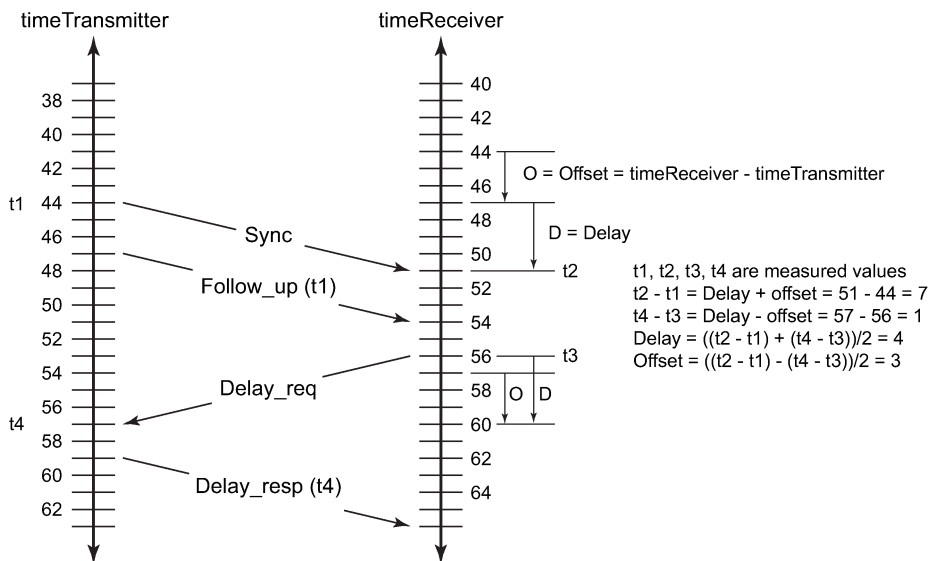 timeTransmitter
timeReceiver
38
40
42
t1 44
46
48
50
52
54
56
t4
58
60
62
40
42
44
46
48
50
t2
52
54
56
t3
58
60
62
64
O = Offset = timeReceiver - timeTransmitter
D = Delay
Sync
Follow_up (t1)
Delay_req
Delay_resp (t4)
O
D
t1, t2, t3, t4 are measured values
t2 - t1 = Delay + offset = 51 - 44 = 7
t4 - t3 = Delay - offset = 57 - 56 = 1
Delay = ((t2 - t1) + (t4 - t3))/2 = 4
Offset = ((t2 - t1) - (t4 - t3))/2 = 3